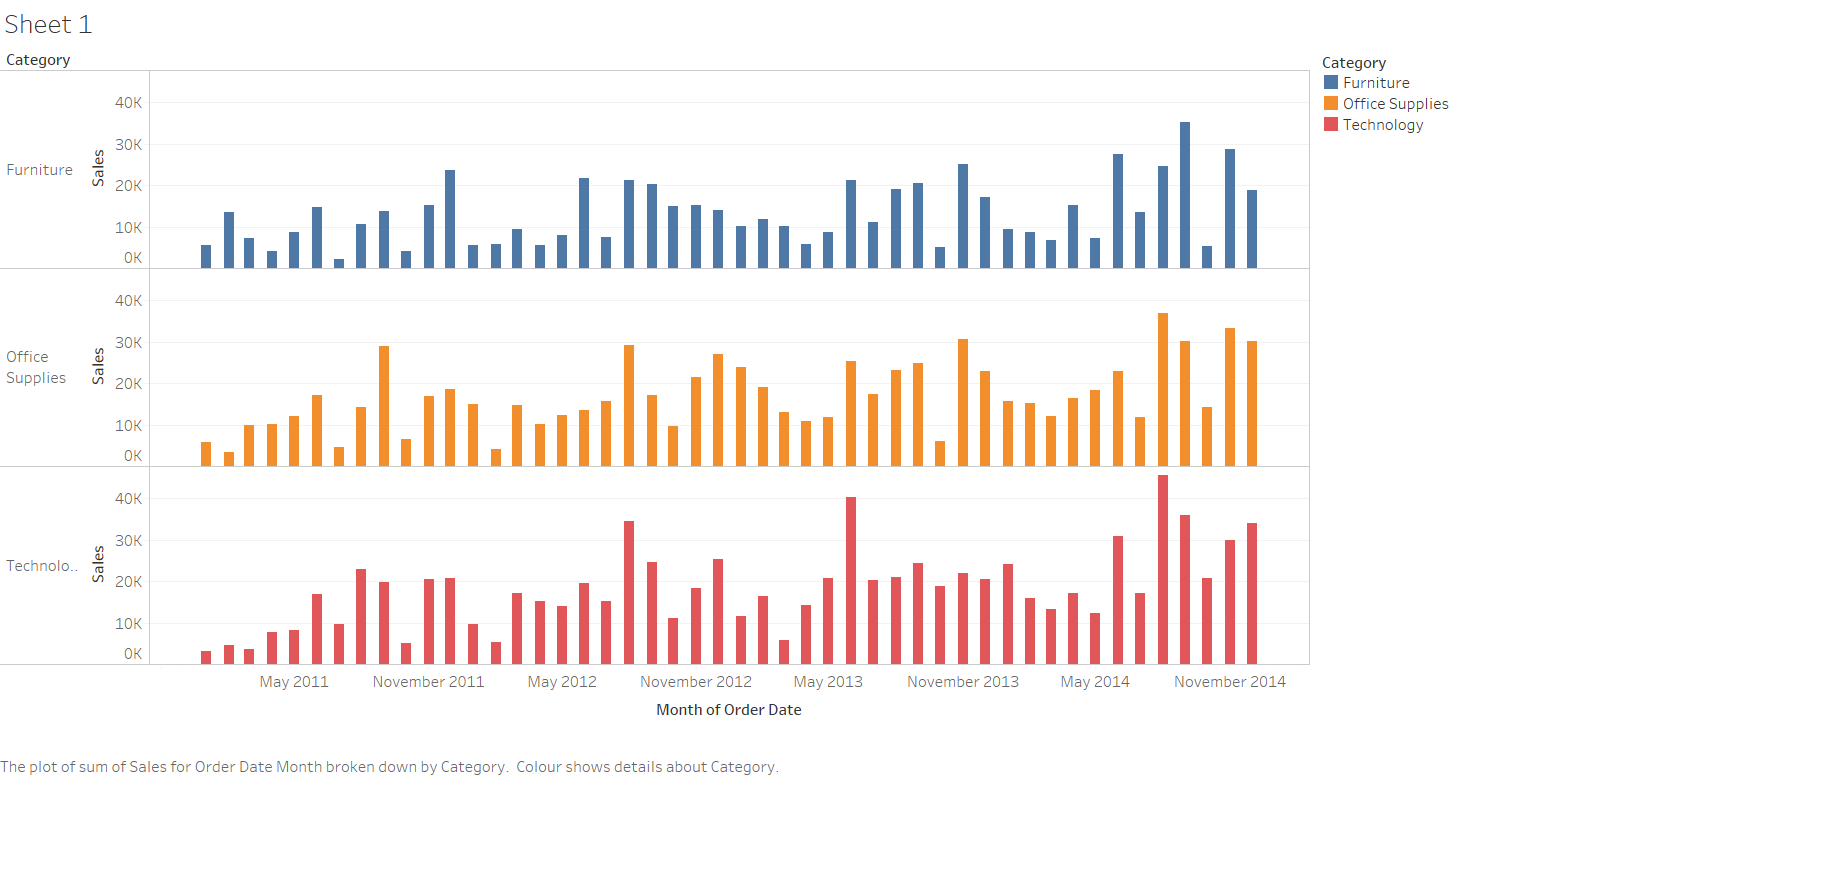 Sheet 1
Category
Furniture
Sales
40K
30K
20K
10K
0K
Office
Supplies
Sales
40K
30K
20K
10K
0K
Technolo..
Sales
40K
30K
20K
10K
0K
May 2011 November 2011 May 2012 November 2012 May 2013 November 2013 May 2014 November 2014
Month of Order Date
Category
Furniture
Office Supplies
Technology
The plot of sum of Sales for Order Date Month broken down by Category. Colour shows details about Category.